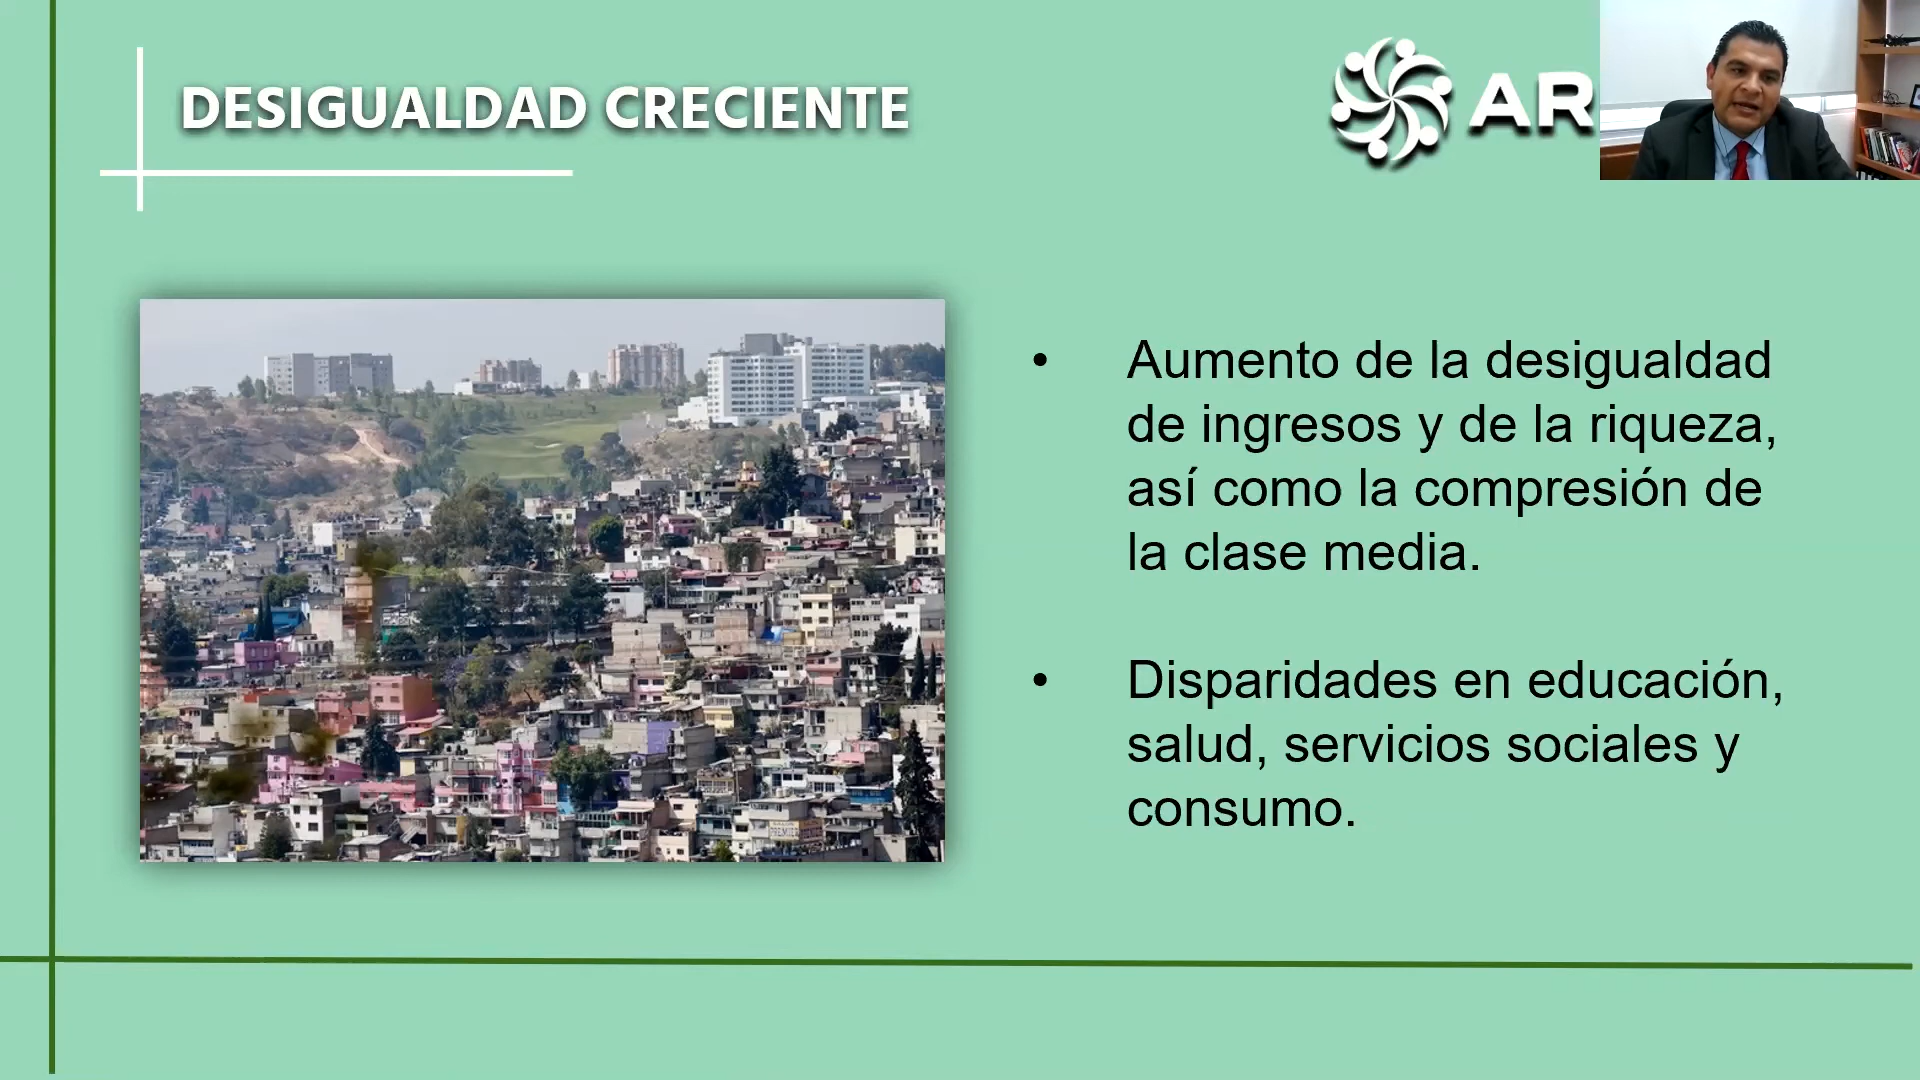 DESIGUALDAD CRECIENTE
AR
• Aumento de la desigualdad
de ingresos y de la riqueza,
así como la compresión de
la clase media.
• Disparidades en educación,
salud, servicios sociales y
consumo.